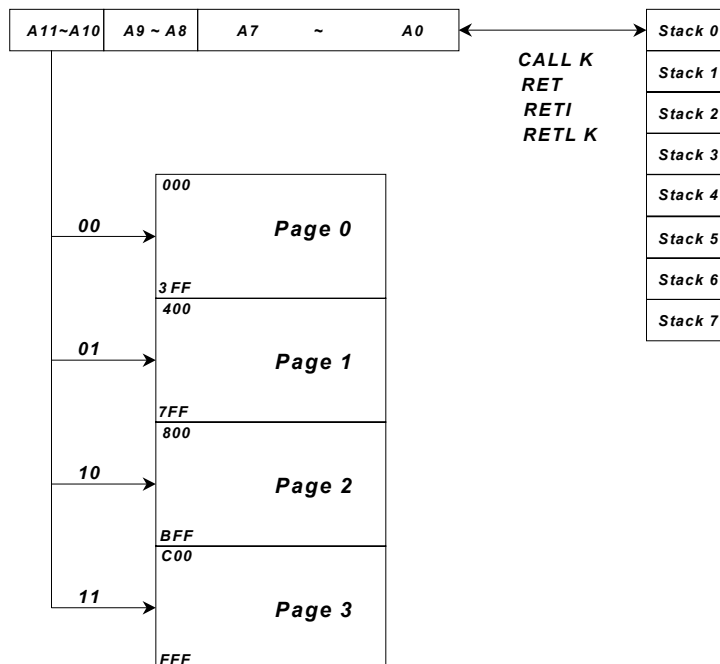 A11~A10 A9 ~ A8 A7 ~ A0
CALL K
RET
RETI
RETL K
Stack 0
Stack 1
Stack 2
Stack 3
Stack 4
Stack 5
Stack 6
Stack 7
00
000
Page 0
3FF
01
400
Page 1
7FF
10
800
Page 2
BFF
11
C00
Page 3
FFF